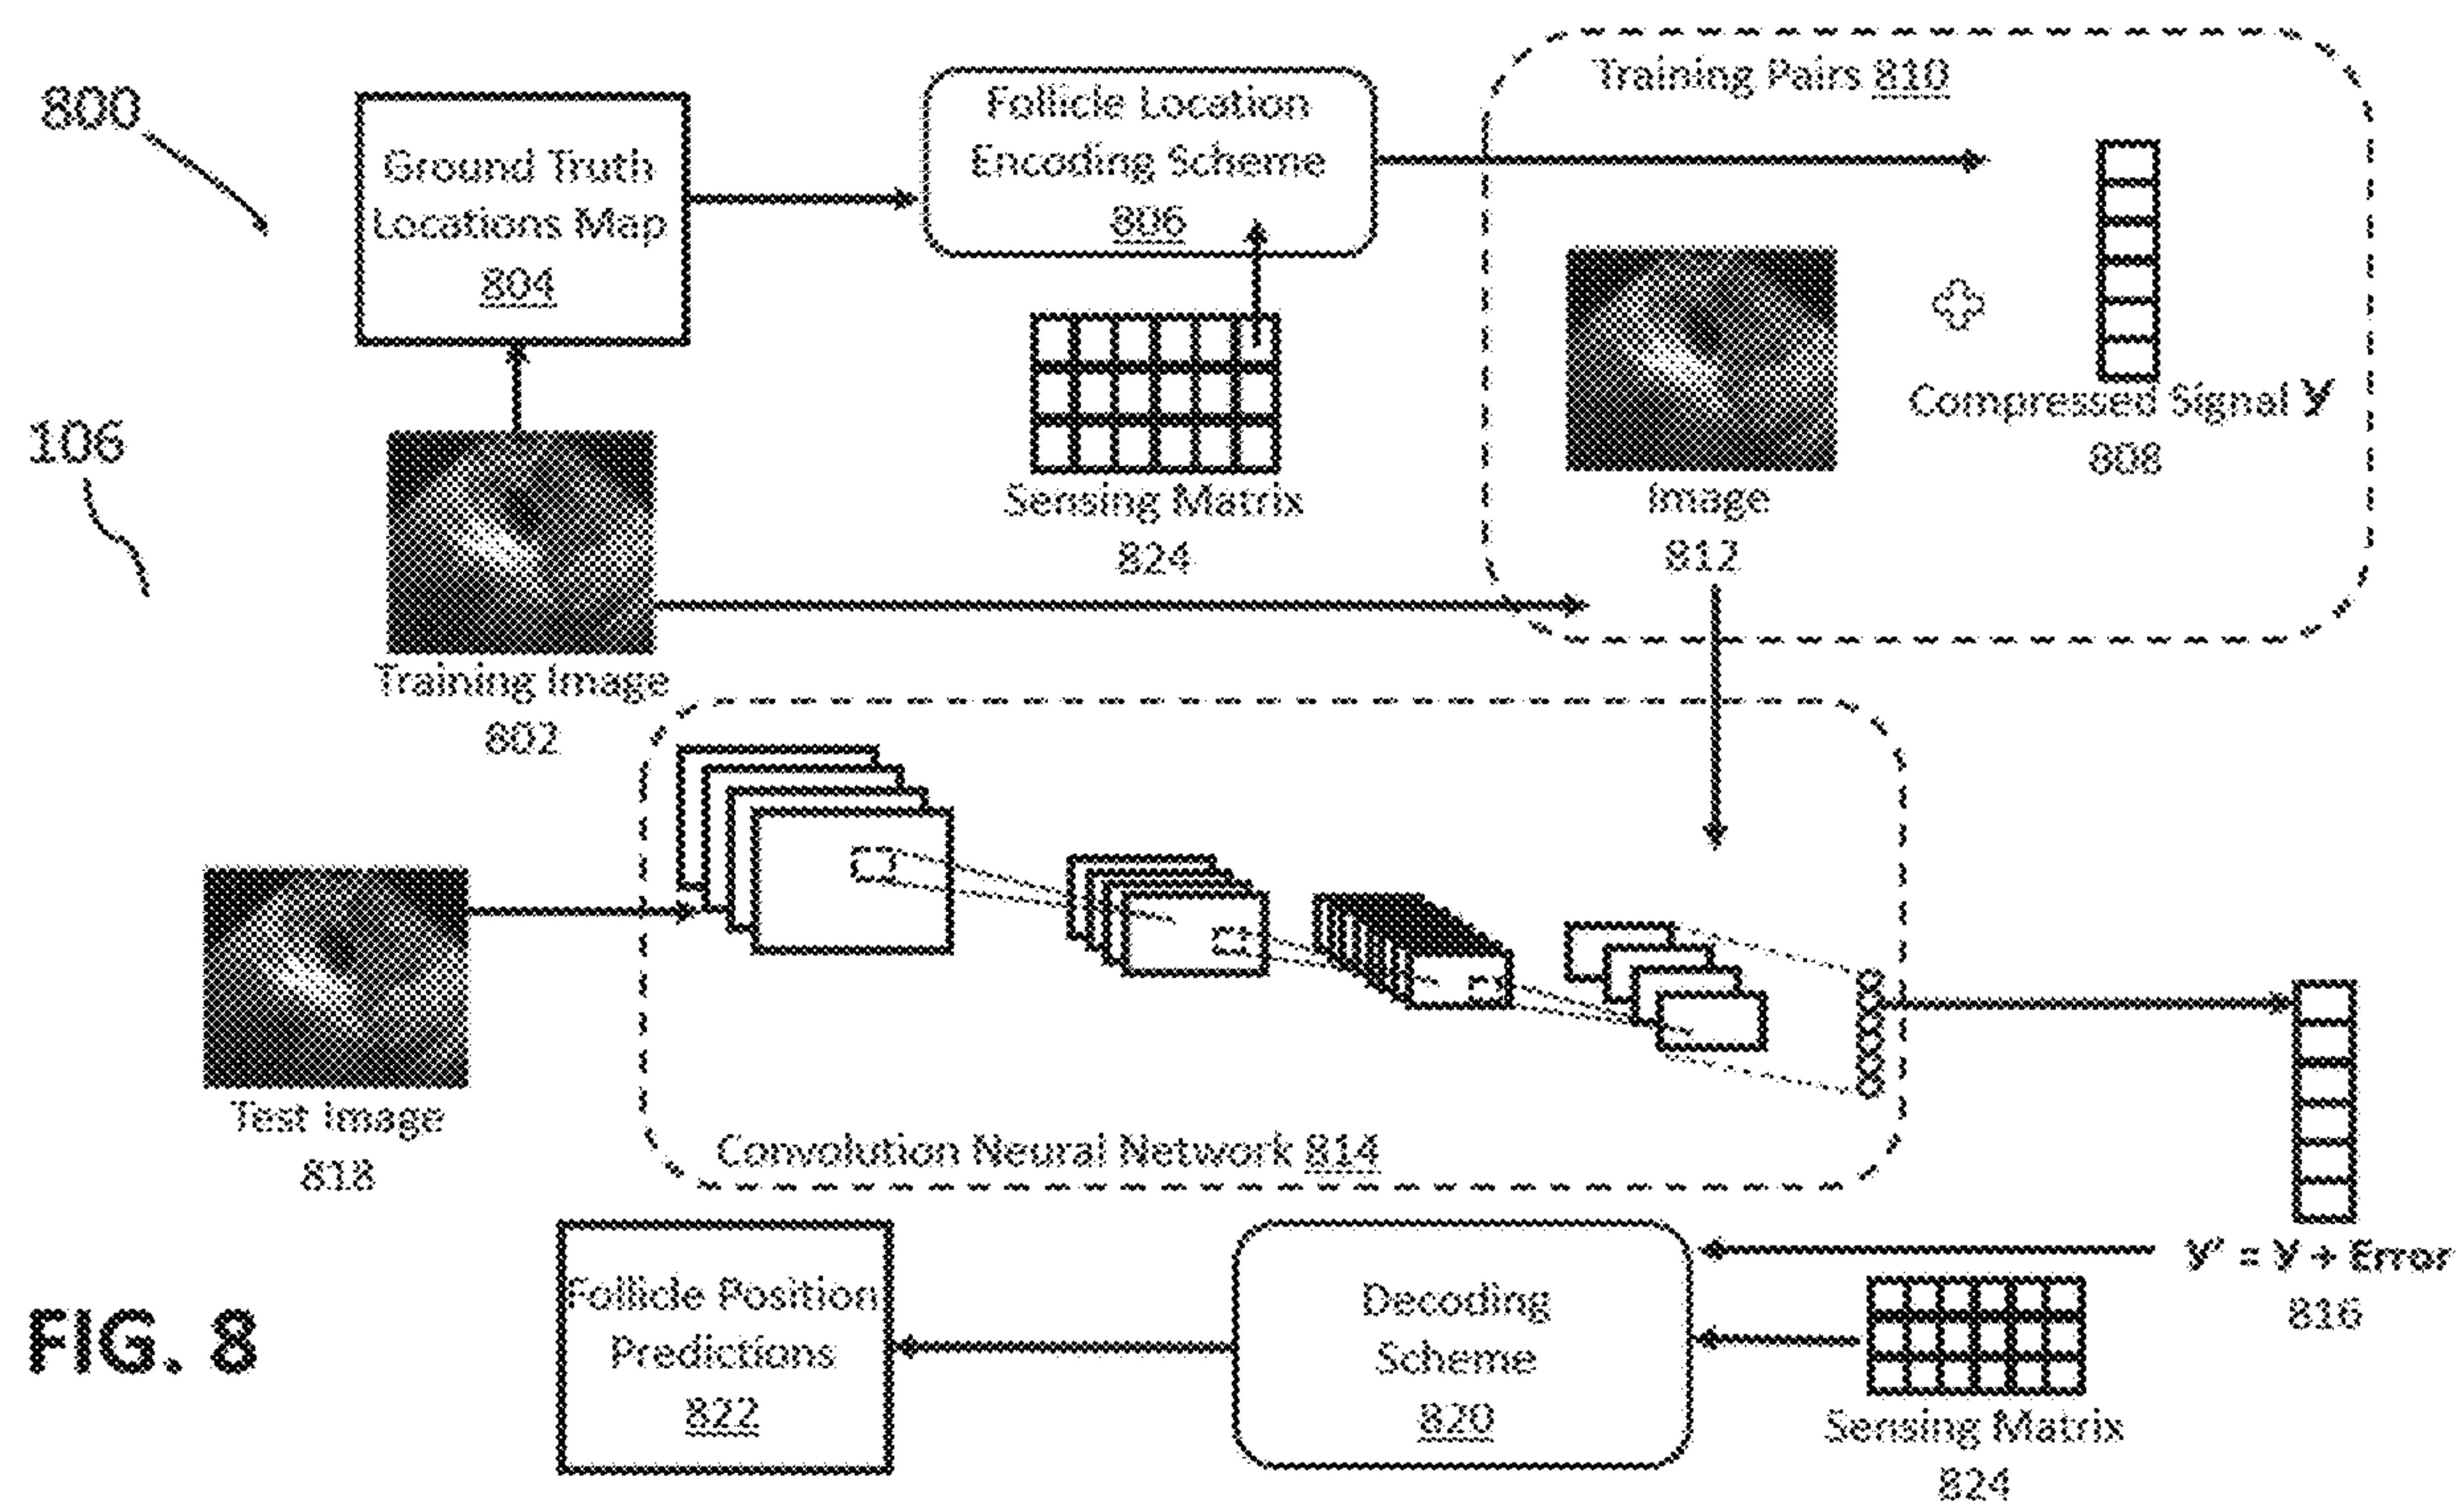 800
Ground Truth
Locations Map
804
Follicle Location
Encoding Scheme
806
Training Pairs 810
Sensing Matrix
824
Image
812
Compressed Signal y
808
106
Training Image
802
Test Image
818
Convolution Neural Network 814
y' = y + Error
816
Follicle Position
Predictions
822
Decoding
Scheme
820
Sensing Matrix
824
FIG. 8